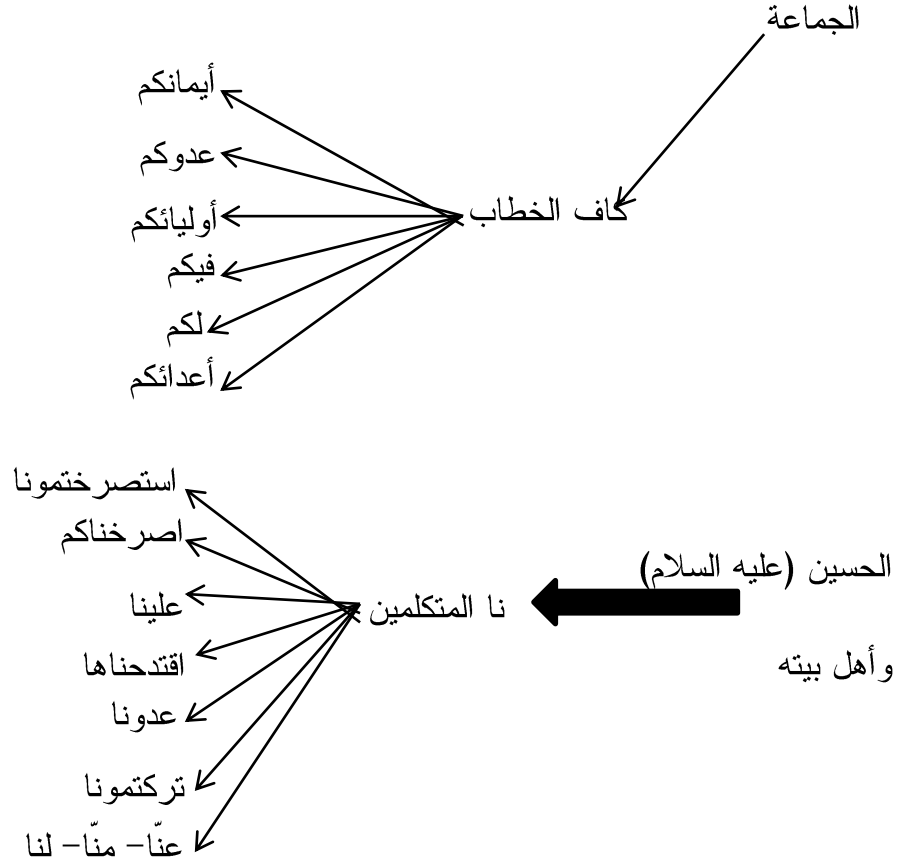 الجماعة
كاف الخطاب
أيمانكم
عدوكم
أوليائكم
فيكم
لكم
أعدائكم
الحسين (عليه السلام)
وأهل بيته
نا المتكلمين
استصرختمونا
اصرخناكم
علينا
اقتدحناها
عدونا
تركتمونا
عنّا- منّا- لنا